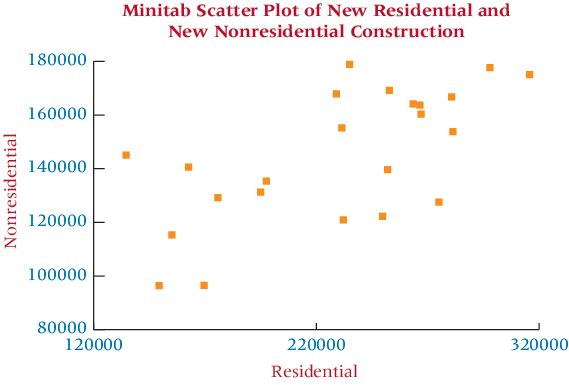 Minitab Scatter Plot of New Residential and
New Nonresidential Construction
180000
160000
140000
120000
100000
80000
Nonresidential
120000
220000
320000
Residential